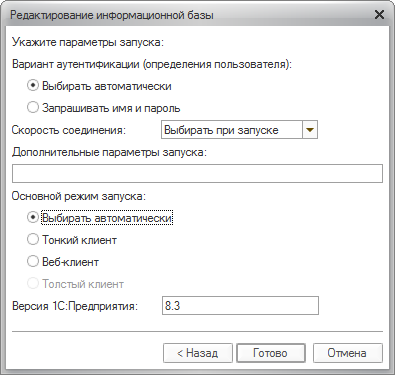 Редактирование информационной базы
Укажите параметры запуска:
Вариант аутентификации (определения пользователя):
Выбирать автоматически
Запрашивать имя и пароль
Скорость соединения: Выбирать при запуске
Дополнительные параметры запуска:
Основной режим запуска:
Выбирать автоматически
Тонкий клиент
Веб-клиент
Толстый клиент
Версия 1С:Предприятия: 8.3
< Назад Готово Отмена